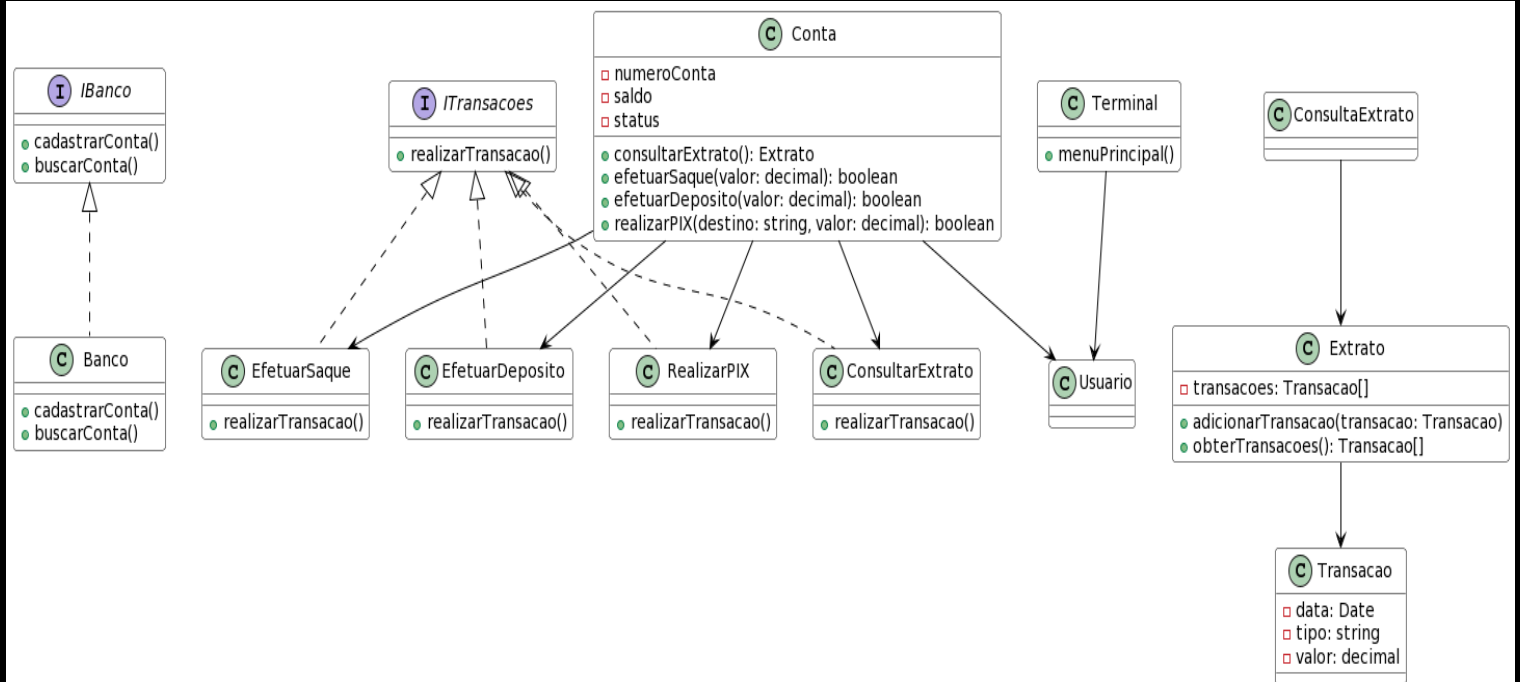 I IBanco
cadastrarConta()
buscarConta()
I ITransacoes
realizarTransacao()
C Conta
numeroConta
saldo
status
consultarExtrato(): Extrato
efetuarSaque(valor: decimal): boolean
efetuarDeposito(valor: decimal): boolean
realizarPIX(destino: string, valor: decimal): boolean
C Terminal
menuPrincipal()
C ConsultaExtrato
C Banco
cadastrarConta()
buscarConta()
C EfetuarSaque
realizarTransacao()
C EfetuarDeposito
realizarTransacao()
C RealizarPIX
realizarTransacao()
C ConsultarExtrato
realizarTransacao()
C Usuario
C Extrato
transacoes: Transacao[]
adicionarTransacao(transacao: Transacao)
obterTransacoes(): Transacao[]
C Transacao
data: Date
tipo: string
valor: decimal